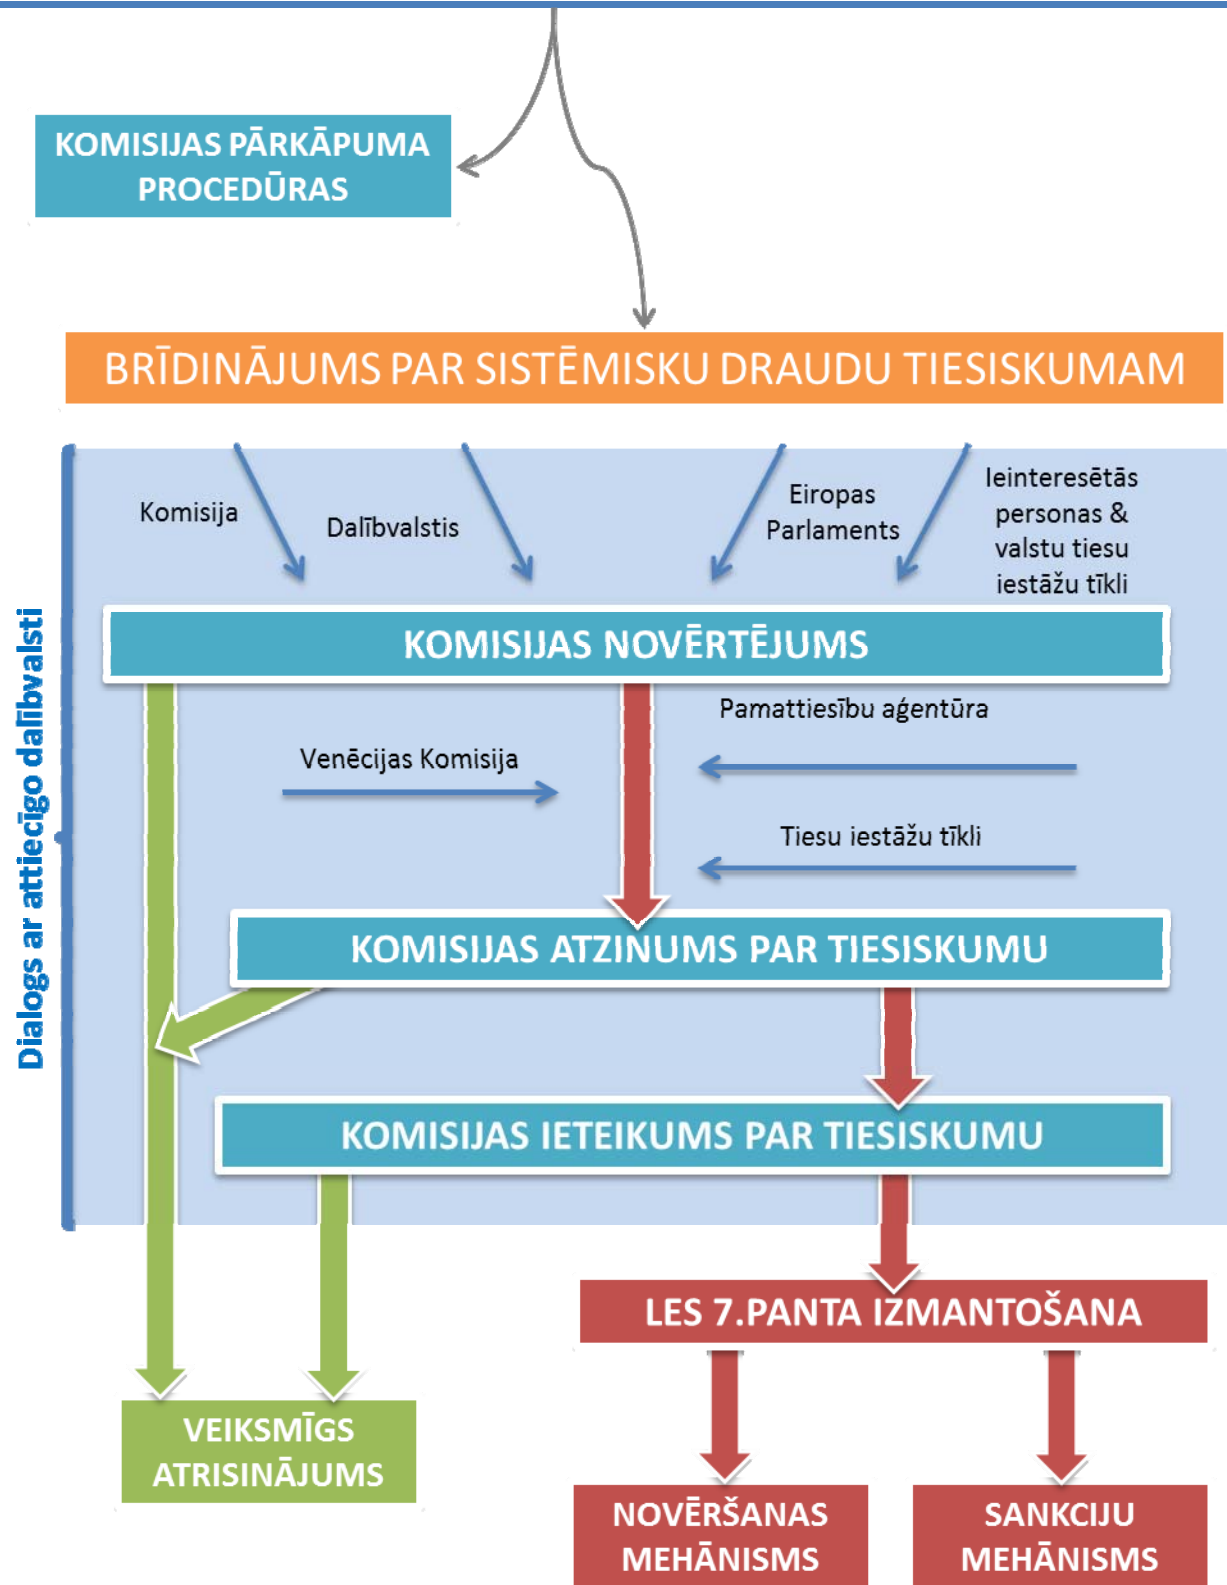 KOMISIJAS PĀRKĀPUMA
PROCEDŪRAS
BRĪDINĀJUMS PAR SISTĒMISKU DRAUDU TIESISKUMAM
Komisija
Dalībvalstis
Eiropas
Parlaments
Ieinteresētās
personas &
valstu tiesu
iestāžu tīkli
Dialogs ar attiecīgo dalībvalsti
KOMISIJAS NOVĒRTĒJUMS
Pamattiesību aģentūra
Venēcijas Komisija
Tiesu iestāžu tīkli
KOMISIJAS ATZINUMS PAR TIESISKUMU
KOMISIJAS IETEIKUMS PAR TIESISKUMU
LES 7.PANTA IZMANTOŠANA
VEIKSMĪGS
ATRISINĀJUMS
NOVĒRŠANAS
MEHĀNISMS
SANKCIJU
MEHĀNISMS